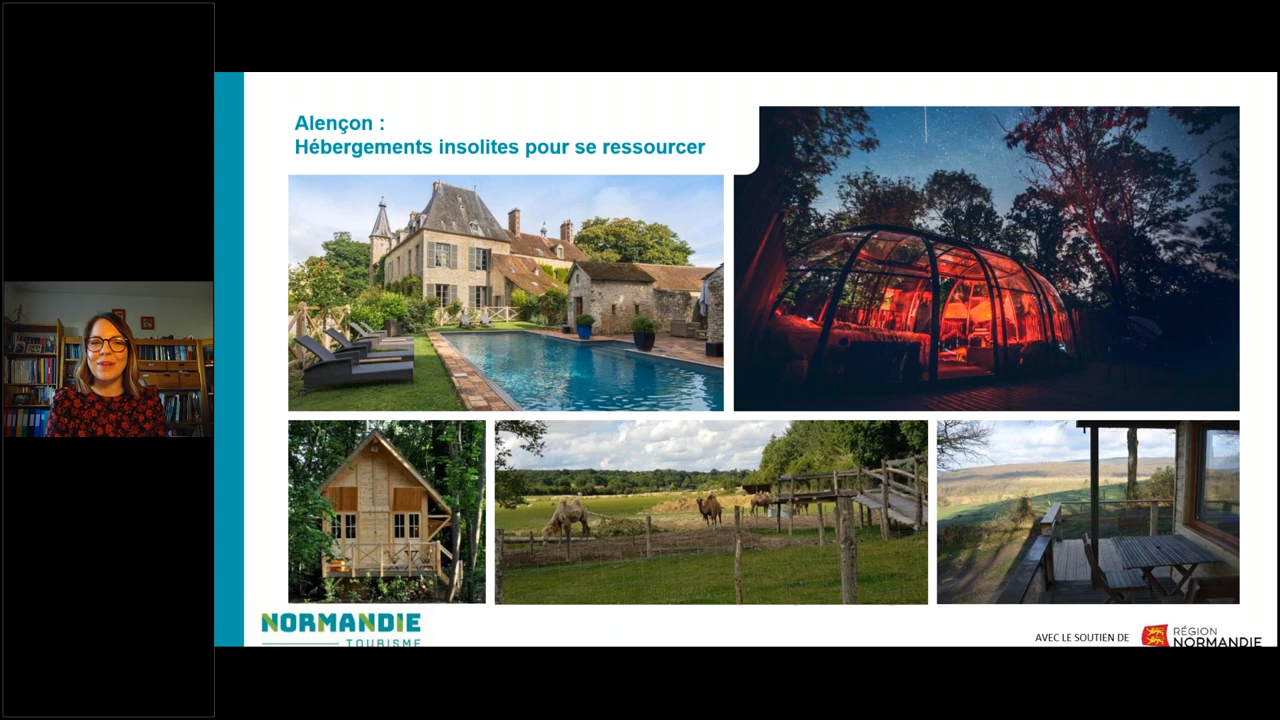 Alençon :
Hébergements insolites pour se ressourcer
NORMANDIE
TOURISME
AVEC LE SOUTIEN DE
RÉGION
NORMANDIE